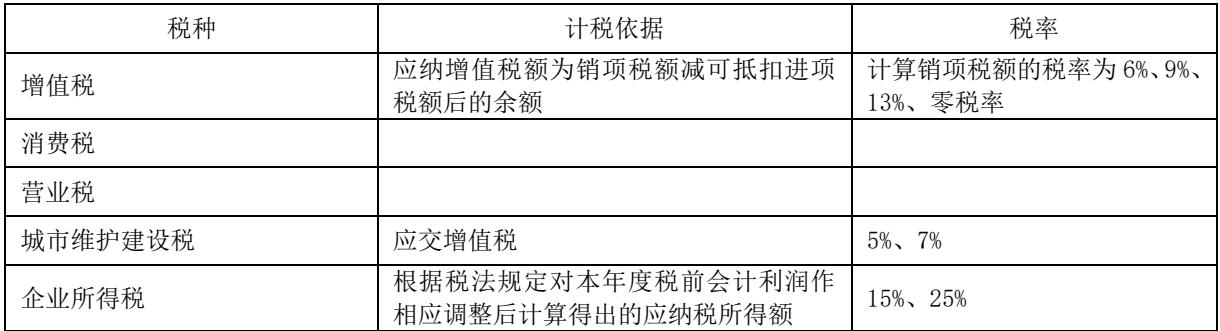 税种 计税依据 税率
增值税 应纳增值税额为销项税额减可抵扣进项 计算销项税额的税率为 6%、9%、
税额后的余额 13%、零税率
消费税
营业税
城市维护建设税 应交增值税 5%、7%
企业所得税 根据税法规定对本年度税前会计利润作 15%、25%
相应调整后计算得出的应纳税所得额